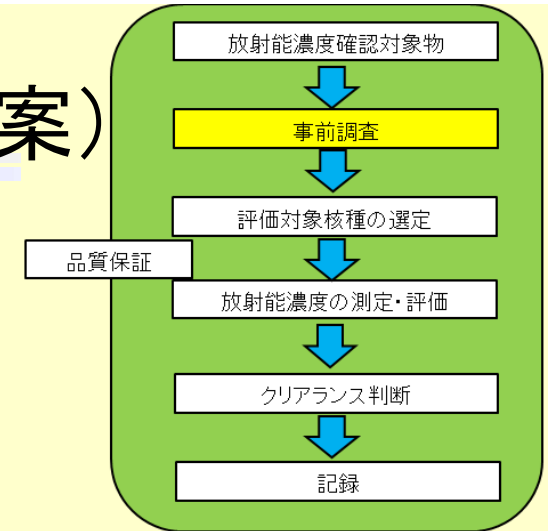 案）
放射能濃度確認対象物
事前調査
評価対象核種の選定
品質保証
放射能濃度の測定・評価
クリアランス判断
記録